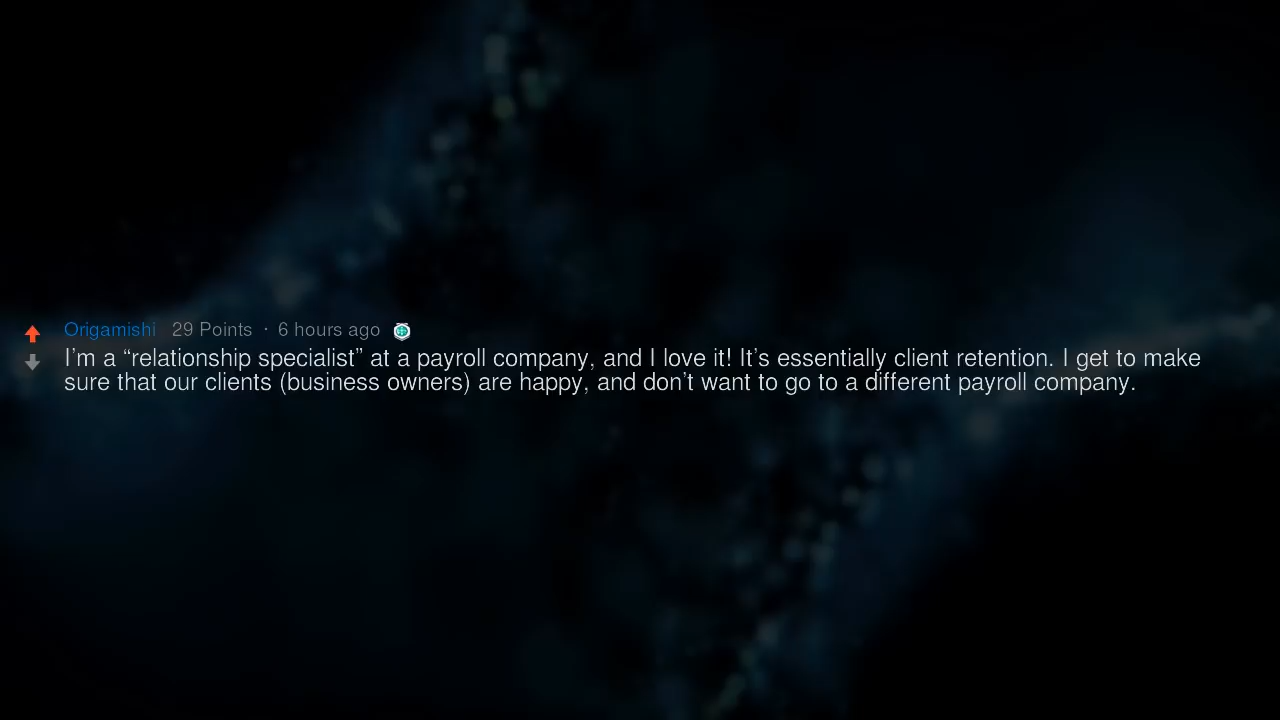 Origamishi 29 Points · 6 hours ago
I’m a “relationship specialist” at a payroll company, and I love it! It’s essentially client retention. I get to make
sure that our clients (business owners) are happy, and don’t want to go to a different payroll company.